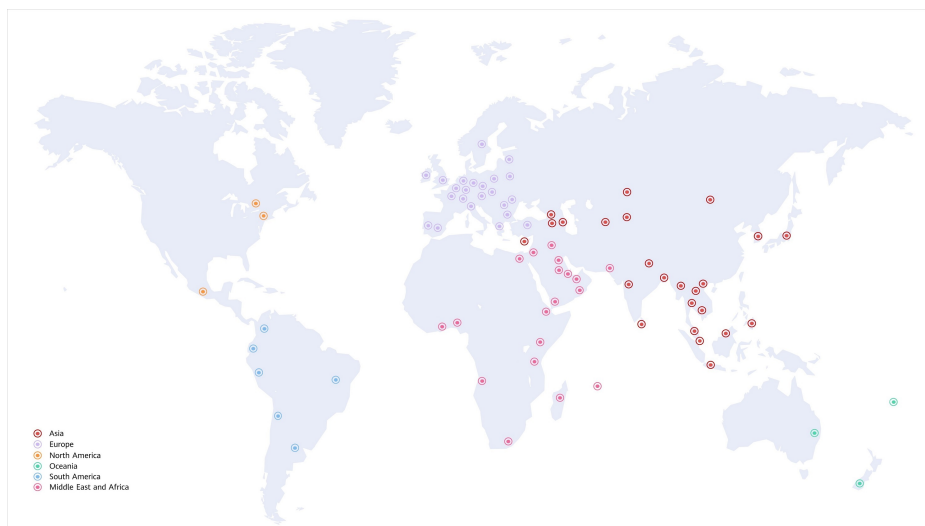 Asia
Europe
North America
Oceania
South America
Middle East and Africa